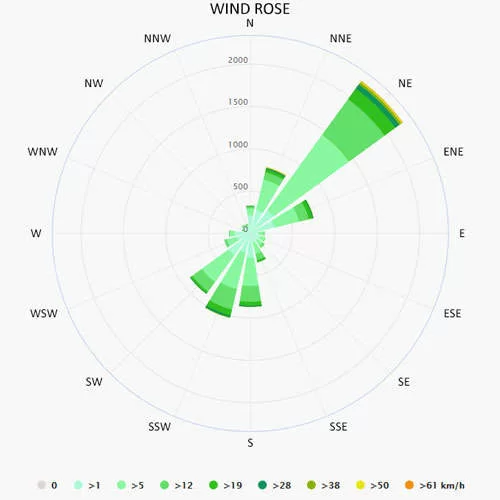 WIND ROSE
N
NNW
NNE
2000
NW
NE
1500
1000
WNW
ENE
500
0
W
E
WSW
ESE
SW
SE
SSW
SSE
S
0 >1 >5 >12 >19 >28 >38 >50 >61 km/h